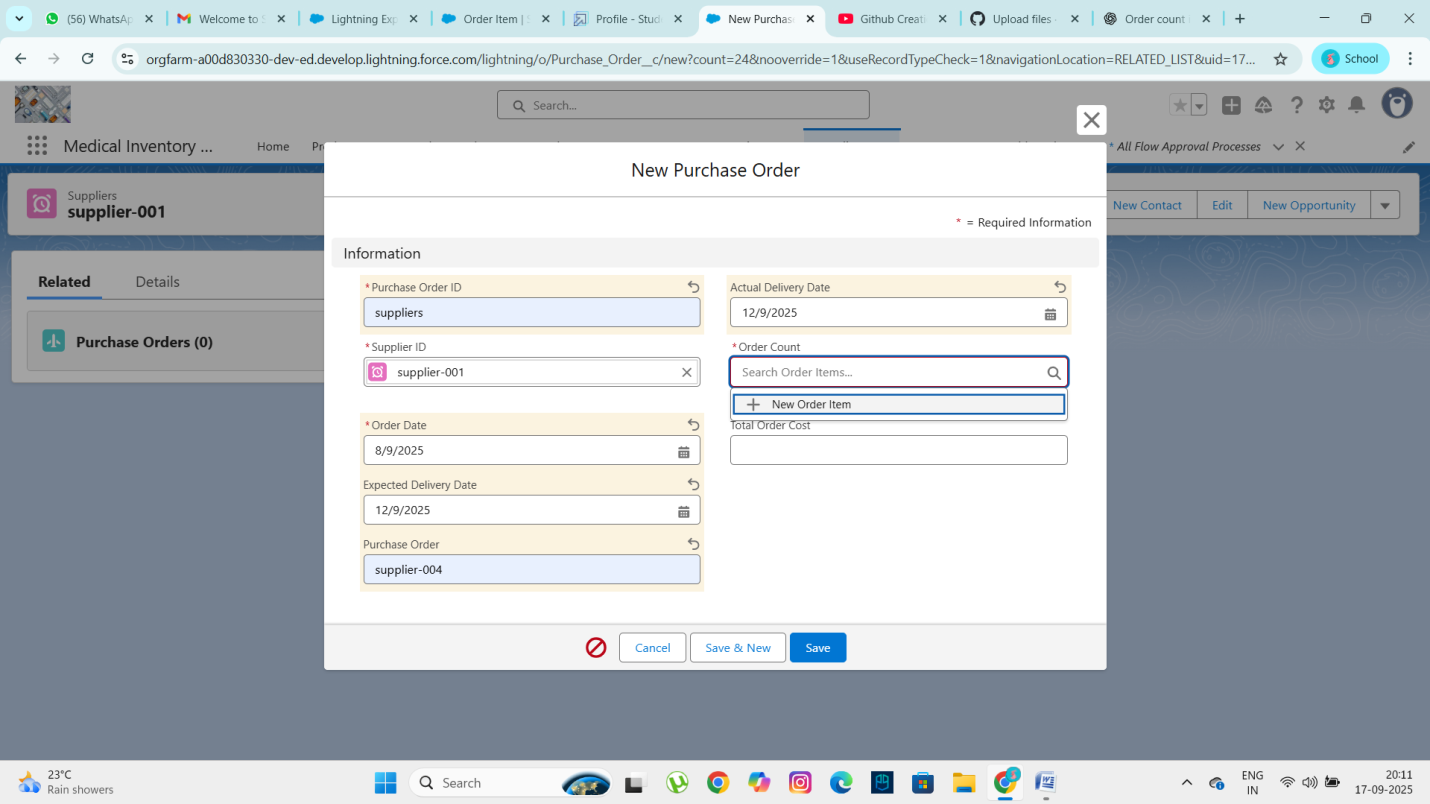 (56) WhatsAp
Welcome to S
Lightning Exp
Order Item | S
Profile - Stude
New Purchase
Github Creati
Upload files ·
Order count
orgfarm-a00d830330-dev-ed.develop.lightning.force.com/lightning/o/Purchase_Order__c/new?count=24&nooverride=1&useRecordTypeCheck=1&navigationLocation=RELATED_LIST&uid=17...
School
Search...
Medical Inventory ...
Home
* All Flow Approval Processes
Suppliers
supplier-001
New Contact
Edit
New Opportunity
Related
Details
Purchase Orders (0)
New Purchase Order
* = Required Information
Information
*Purchase Order ID
suppliers
Actual Delivery Date
12/9/2025
*Supplier ID
supplier-001
*Order Count
Search Order Items...
New Order Item
*Order Date
8/9/2025
Total Order Cost
Expected Delivery Date
12/9/2025
Purchase Order
supplier-004
Cancel
Save & New
Save
23°C
Rain showers
Search
ENG
IN
20:11
17-09-2025